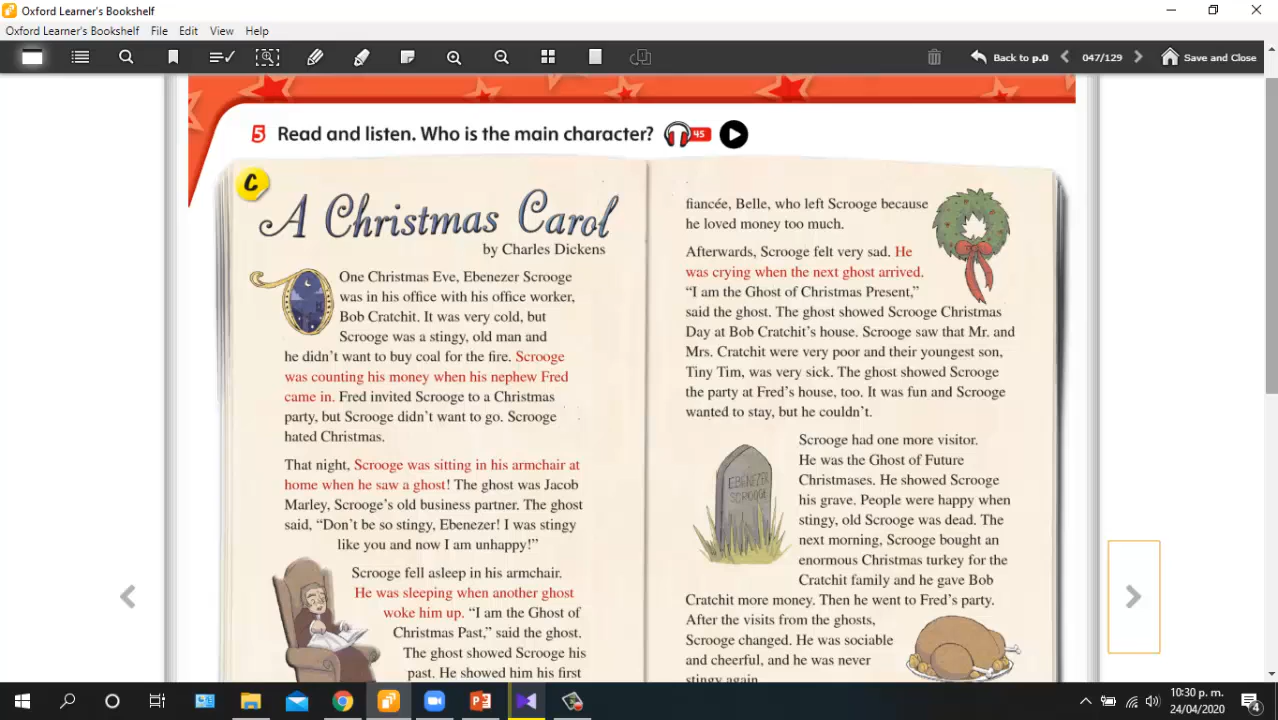 Oxford Learner's Bookshelf
Oxford Learner's Bookshelf File Edit View Help
Back to p.0 047/129 Save and Close
5 Read and listen. Who is the main character? 45
C
A Christmas Carol
by Charles Dickens
One Christmas Eve, Ebenezer Scrooge
was in his office with his office worker,
Bob Cratchit. It was very cold, but
Scrooge was a stingy, old man and
he didn't want to buy coal for the fire. Scrooge
was counting his money when his nephew Fred
came in. Fred invited Scrooge to a Christmas
party, but Scrooge didn't want to go. Scrooge
hated Christmas.
That night, Scrooge was sitting in his armchair at
home when he saw a ghost! The ghost was Jacob
Marley, Scrooge's old business partner. The ghost
said, “Don't be so stingy, Ebenezer! I was stingy
like you and now I am unhappy!”
Scrooge fell asleep in his armchair.
He was sleeping when another ghost
woke him up. “I am the Ghost of
Christmas Past,” said the ghost.
The ghost showed Scrooge his
past. He showed him his first
fiancée, Belle, who left Scrooge because
he loved money too much.
Afterwards, Scrooge felt very sad. He
was crying when the next ghost arrived.
“I am the Ghost of Christmas Present,”
said the ghost. The ghost showed Scrooge Christmas
Day at Bob Cratchit's house. Scrooge saw that Mr. and
Mrs. Cratchit were very poor and their youngest son,
Tiny Tim, was very sick. The ghost showed Scrooge
the party at Fred's house, too. It was fun and Scrooge
wanted to stay, but he couldn't.
Scrooge had one more visitor.
He was the Ghost of Future
Christmases. He showed Scrooge
his grave. People were happy when
stingy, old Scrooge was dead. The
next morning, Scrooge bought an
enormous Christmas turkey for the
Cratchit family and he gave Bob
Cratchit more money. Then he went to Fred's party.
After the visits from the ghosts,
Scrooge changed. He was sociable
and cheerful, and he was never
stingy again.
EBENEZER
SCROOGE
10:30 p. m.
24/04/2020
4